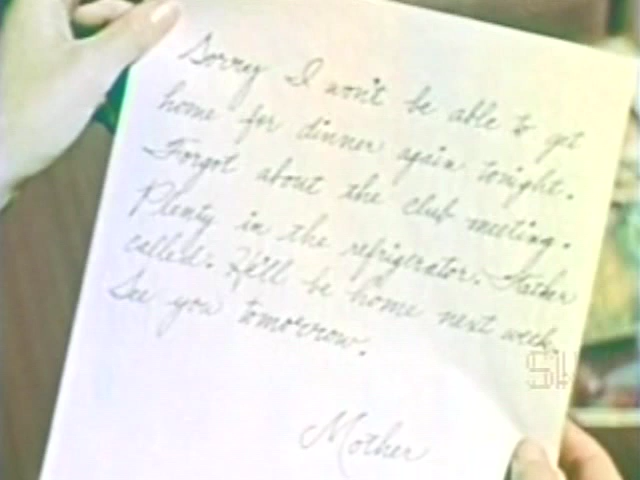 Sorry I won't be able to get
home for dinner again tonight.
Forgot about the club meeting.
Plenty in the refrigerator. Father
called. He'll be home next week.
See you tomorrow.
Mother